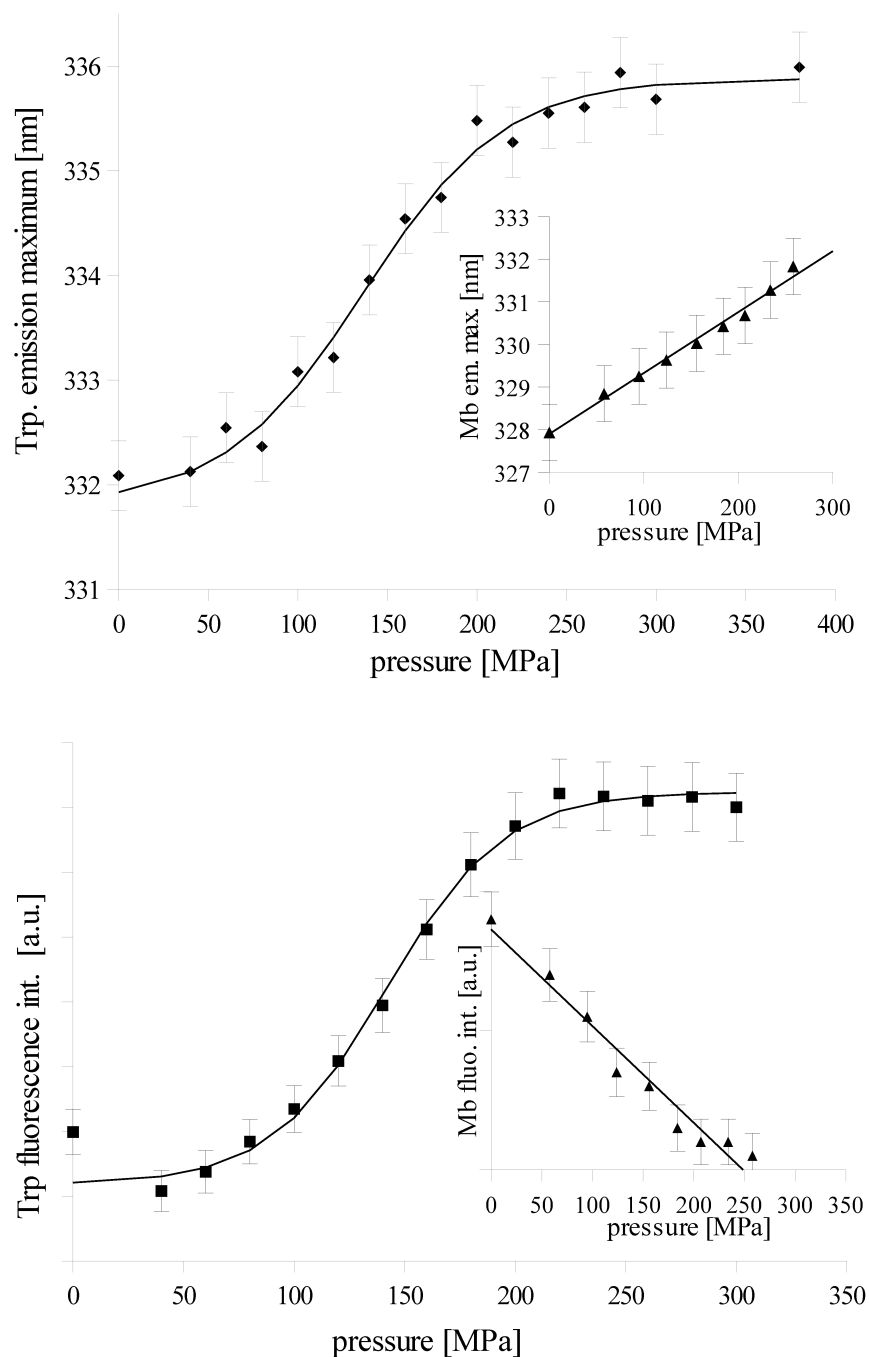 Trp. emission maximum [nm]
336
335
334
333
332
331
0 50 100 150 200 250 300 350 400
pressure [MPa]
Mb em. max. [nm]
333
332
331
330
329
328
327
0 100 200 300
pressure [MPa]
Trp fluorescence int. [a.u.]
0 50 100 150 200 250 300 350
pressure [MPa]
Mb fluo. int. [a.u.]
0 50 100 150 200 250 300 350
pressure [MPa]